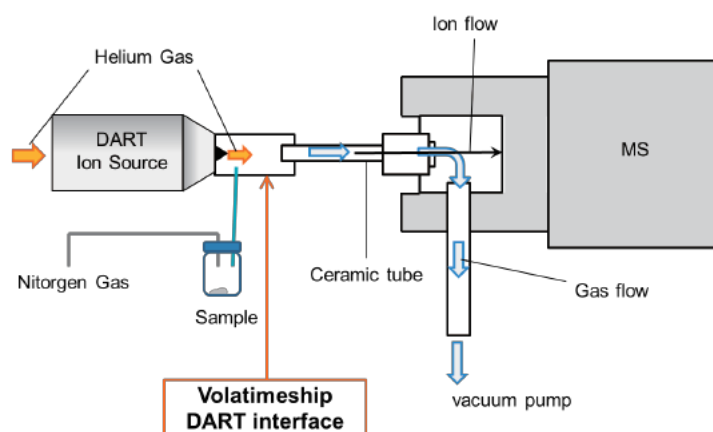 Ion flow
Helium Gas
DART
Ion Source
MS
Nitorgen Gas
Ceramic tube
Gas flow
Sample
Volatimeship
DART interface
vacuum pump